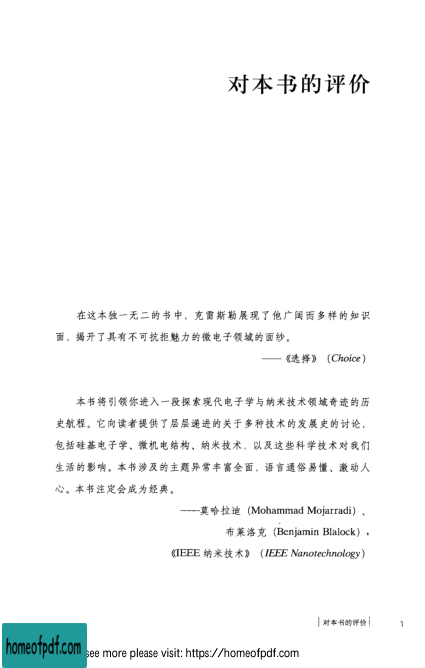 对本书的评价
在这本独一无二的书中，克雷斯勒展现了他广阔而多样的知识
面，揭开了具有不可抗拒魅力的微电子领域的面纱。
——《选择》（Choice）
本书将引领你进入一段探索现代电子学与纳米技术领域奇迹的历
史航程。它向读者提供了层层递进的关于多种技术的发展史的讨论，
包括硅基电子学、微机电结构、纳米技术，以及这些科学技术对我们
生活的影响。本书涉及的主题异常丰富全面，语言通俗易懂、激动人
心。本书注定会成为经典。
——莫哈拉迪（Mohammad Mojarradi）、
布莱洛克（Benjamin Blalock），
《IEEE 纳米技术》（IEEE Nanotechnology）
对本书的评价 1
homeofpdf.com
see more please visit: https://homeofpdf.com